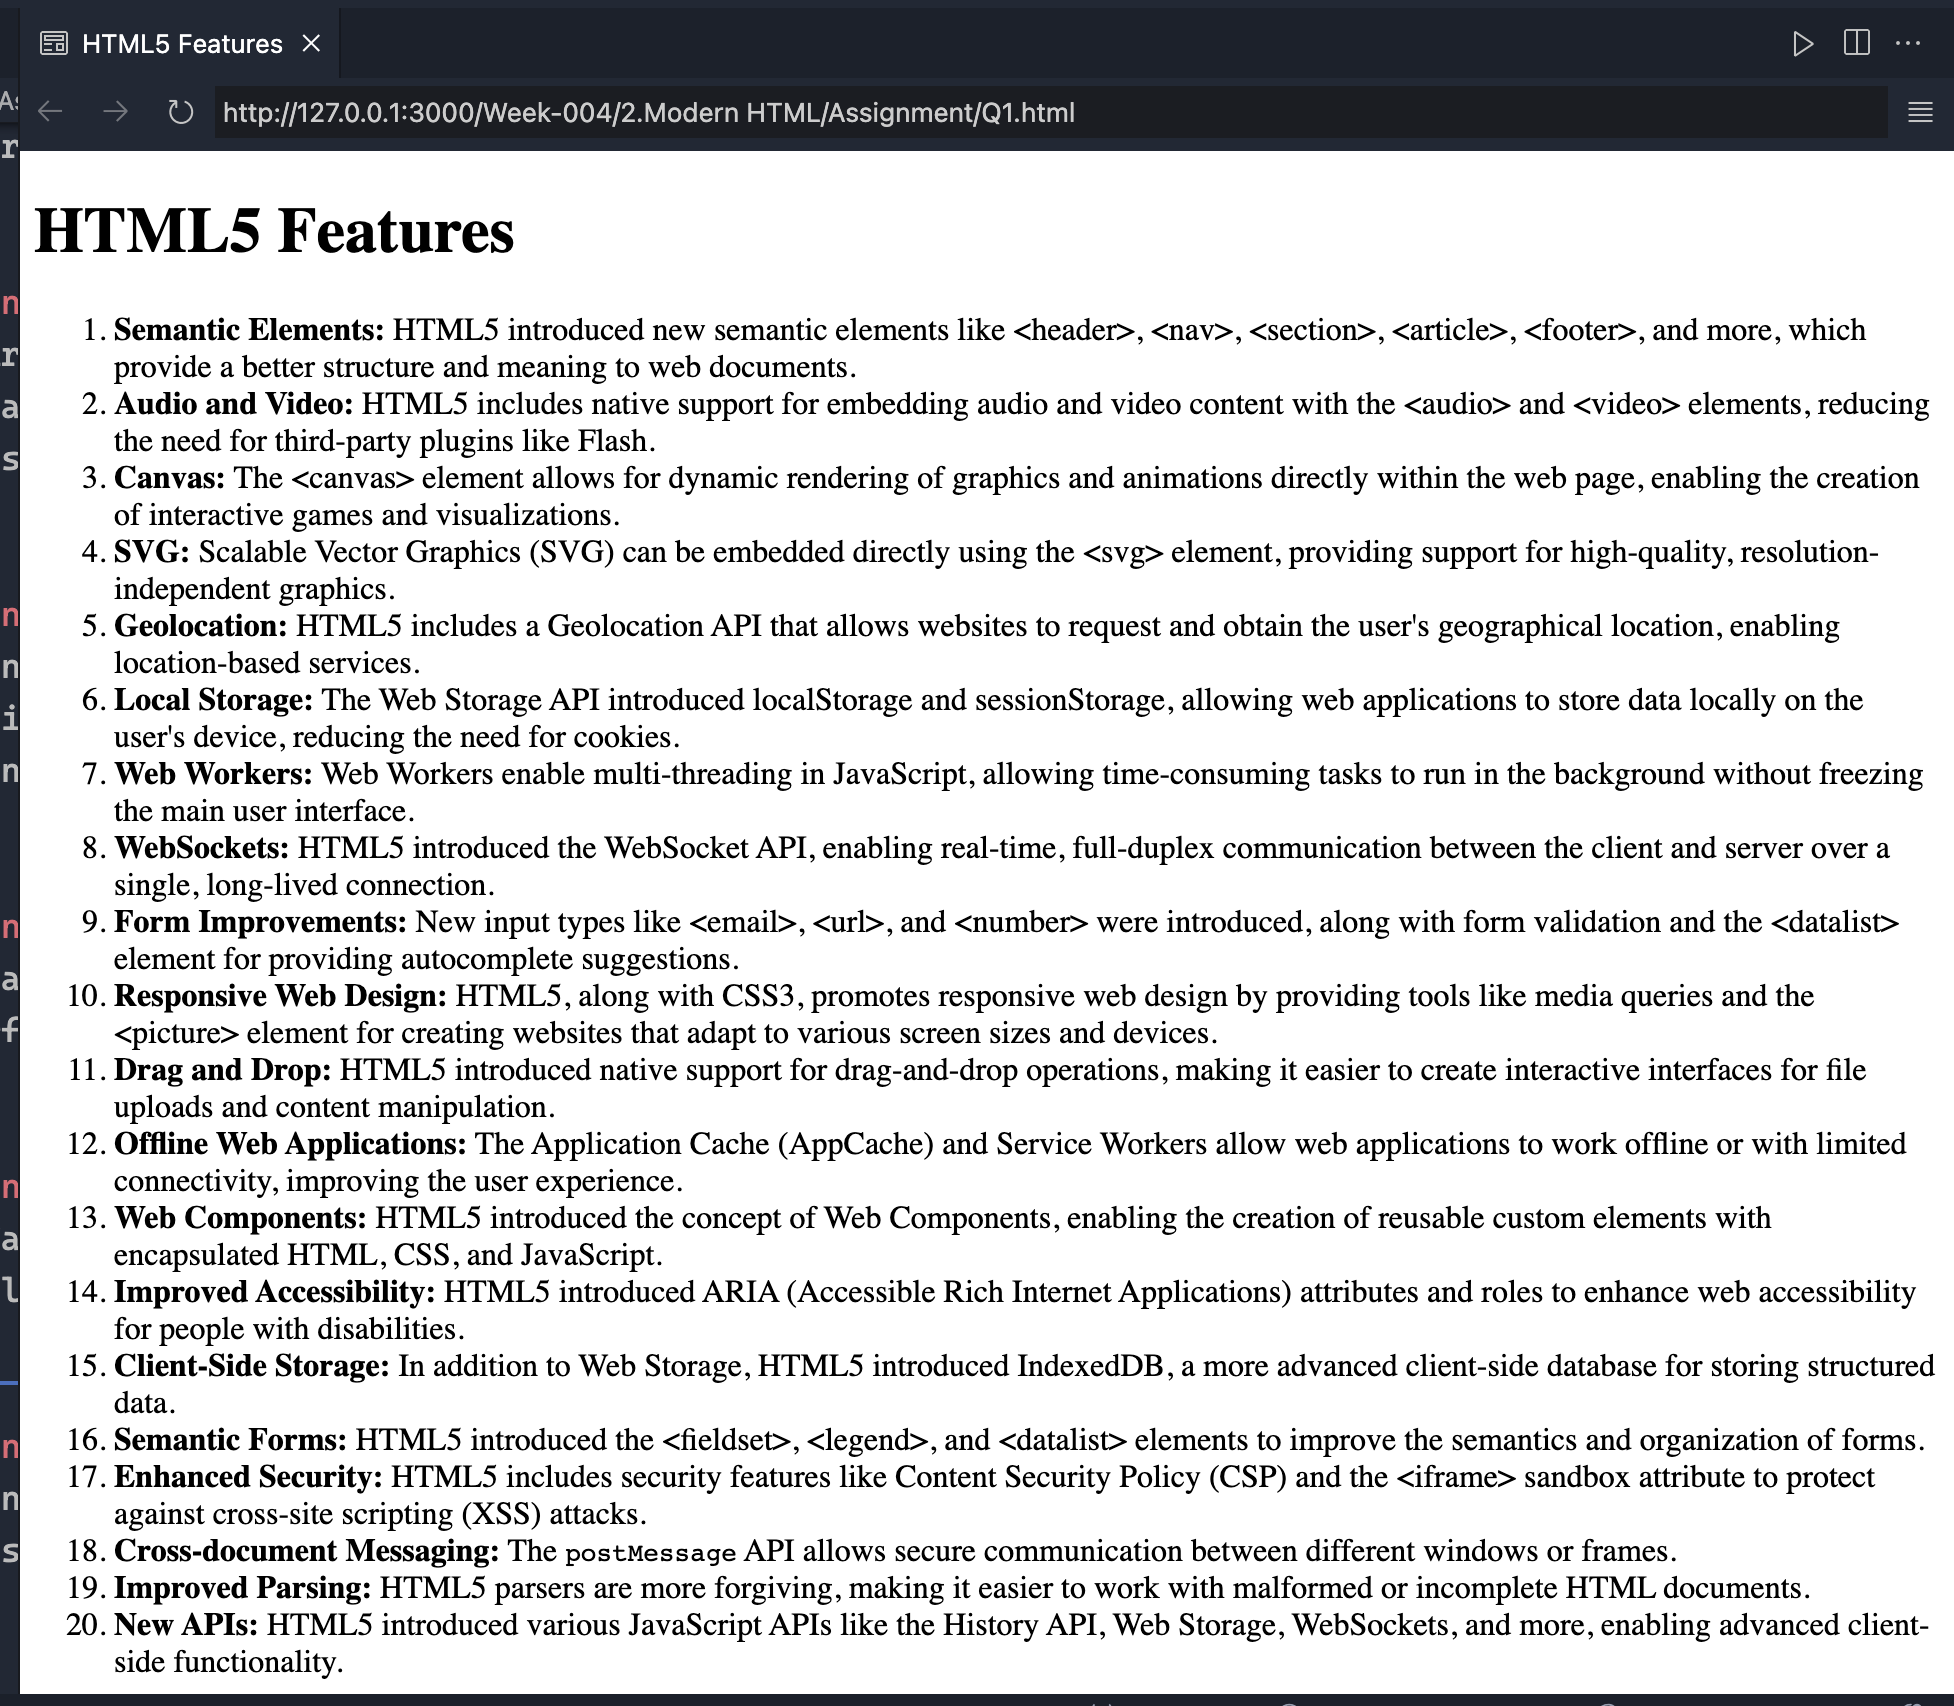 HTML5 Features
http://127.0.0.1:3000/Week-004/2.Modern HTML/Assignment/Q1.html
HTML5 Features
1. Semantic Elements: HTML5 introduced new semantic elements like <header>, <nav>, <section>, <article>, <footer>, and more, which
provide a better structure and meaning to web documents.
2. Audio and Video: HTML5 includes native support for embedding audio and video content with the <audio> and <video> elements, reducing
the need for third-party plugins like Flash.
3. Canvas: The <canvas> element allows for dynamic rendering of graphics and animations directly within the web page, enabling the creation
of interactive games and visualizations.
4. SVG: Scalable Vector Graphics (SVG) can be embedded directly using the <svg> element, providing support for high-quality, resolution-
independent graphics.
5. Geolocation: HTML5 includes a Geolocation API that allows websites to request and obtain the user's geographical location, enabling
location-based services.
6. Local Storage: The Web Storage API introduced localStorage and sessionStorage, allowing web applications to store data locally on the
user's device, reducing the need for cookies.
7. Web Workers: Web Workers enable multi-threading in JavaScript, allowing time-consuming tasks to run in the background without freezing
the main user interface.
8. WebSockets: HTML5 introduced the WebSocket API, enabling real-time, full-duplex communication between the client and server over a
single, long-lived connection.
9. Form Improvements: New input types like <email>, <url>, and <number> were introduced, along with form validation and the <datalist>
element for providing autocomplete suggestions.
10. Responsive Web Design: HTML5, along with CSS3, promotes responsive web design by providing tools like media queries and the
<picture> element for creating websites that adapt to various screen sizes and devices.
11. Drag and Drop: HTML5 introduced native support for drag-and-drop operations, making it easier to create interactive interfaces for file
uploads and content manipulation.
12. Offline Web Applications: The Application Cache (AppCache) and Service Workers allow web applications to work offline or with limited
connectivity, improving the user experience.
13. Web Components: HTML5 introduced the concept of Web Components, enabling the creation of reusable custom elements with
encapsulated HTML, CSS, and JavaScript.
14. Improved Accessibility: HTML5 introduced ARIA (Accessible Rich Internet Applications) attributes and roles to enhance web accessibility
for people with disabilities.
15. Client-Side Storage: In addition to Web Storage, HTML5 introduced IndexedDB, a more advanced client-side database for storing structured
data.
16. Semantic Forms: HTML5 introduced the <fieldset>, <legend>, and <datalist> elements to improve the semantics and organization of forms.
17. Enhanced Security: HTML5 includes security features like Content Security Policy (CSP) and the <iframe> sandbox attribute to protect
against cross-site scripting (XSS) attacks.
18. Cross-document Messaging: The postMessage API allows secure communication between different windows or frames.
19. Improved Parsing: HTML5 parsers are more forgiving, making it easier to work with malformed or incomplete HTML documents.
20. New APIs: HTML5 introduced various JavaScript APIs like the History API, Web Storage, WebSockets, and more, enabling advanced client-
side functionality.